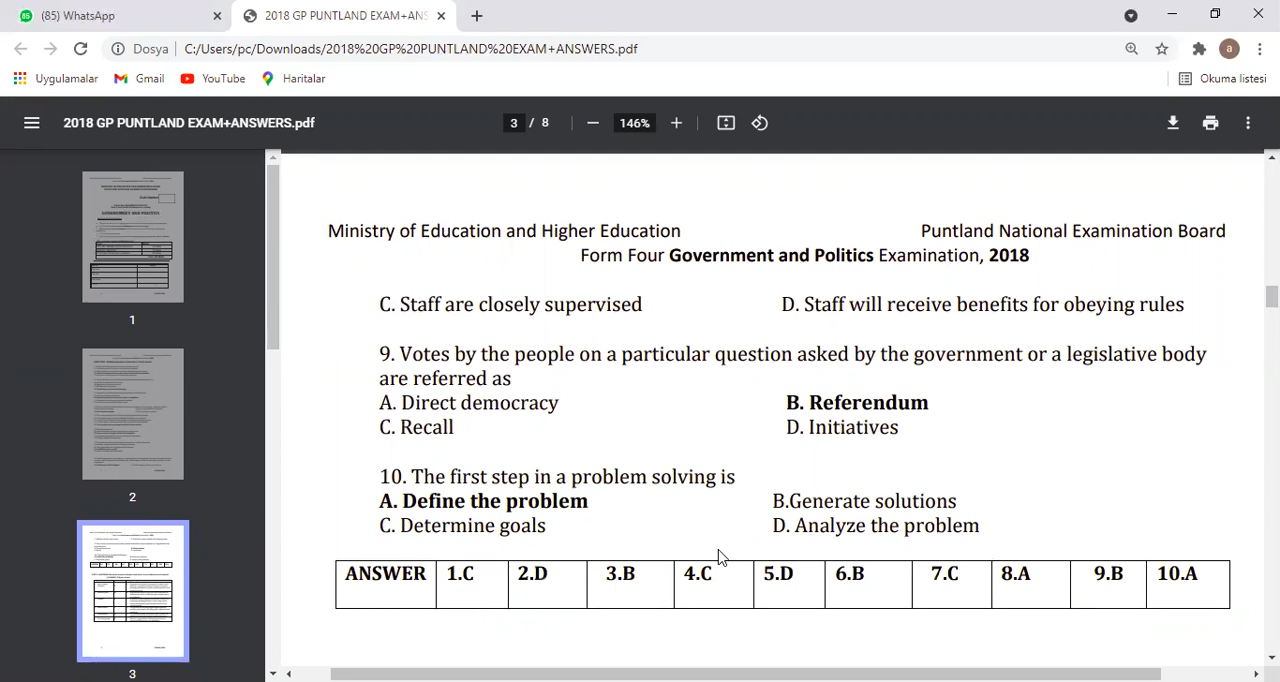 (85) WhatsApp
2018 GP PUNTLAND EXAM+ANS
Dosya
C:/Users/pc/Downloads/2018%20GP%20PUNTLAND%20EXAM+ANSWERS.pdf
a
Uygulamalar
Gmail
YouTube
Haritalar
Okuma listesi
2018 GP PUNTLAND EXAM+ANSWERS.pdf
3 / 8
146%
1
2
3
Ministry of Education and Higher Education Puntland National Examination Board
Form Four Government and Politics Examination, 2018
C. Staff are closely supervised D. Staff will receive benefits for obeying rules
9. Votes by the people on a particular question asked by the government or a legislative body
are referred as
A. Direct democracy B. Referendum
C. Recall D. Initiatives
10. The first step in a problem solving is
A. Define the problem B.Generate solutions
C. Determine goals D. Analyze the problem
ANSWER 1.C 2.D 3.B 4.C 5.D 6.B 7.C 8.A 9.B 10.A